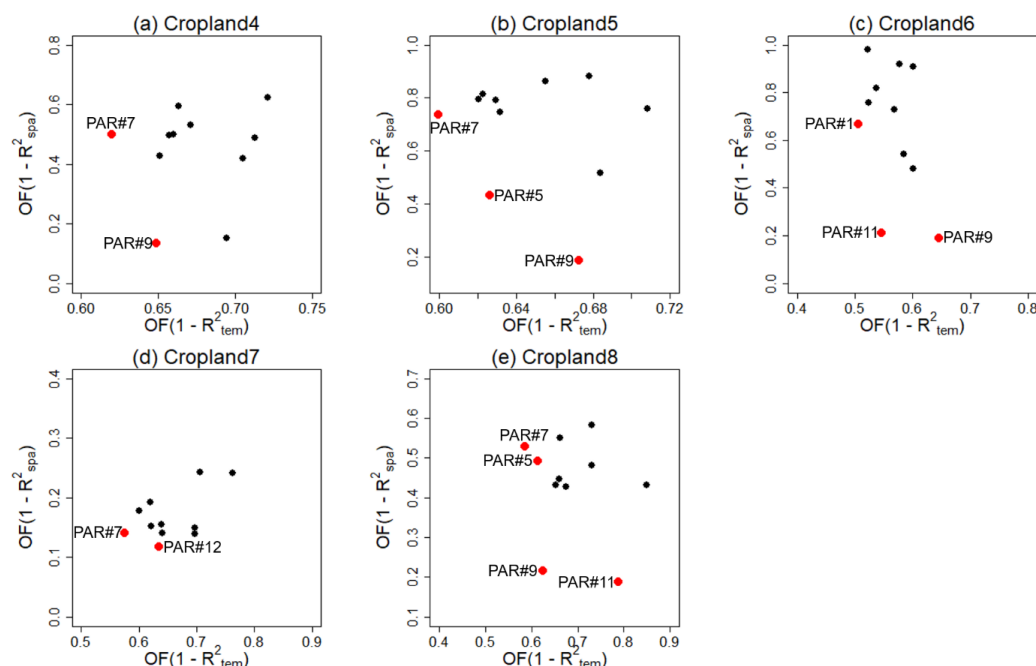 (a) Cropland4
OF(1 - R²spa)
0.0 0.2 0.4 0.6 0.8
PAR#7
PAR#9
0.60 0.65 0.70 0.75
OF(1 - R²tem)
(b) Cropland5
OF(1 - R²spa)
0.2 0.4 0.6 0.8 1.0
PAR#7
PAR#5
PAR#9
0.60 0.64 0.68 0.72
OF(1 - R²tem)
(c) Cropland6
OF(1 - R²spa)
0.0 0.2 0.4 0.6 0.8 1.0
PAR#1
PAR#11
PAR#9
0.4 0.5 0.6 0.7 0.8
OF(1 - R²tem)
(d) Cropland7
OF(1 - R²spa)
0.0 0.1 0.2 0.3 0.4
PAR#7
PAR#12
0.5 0.6 0.7 0.8 0.9
OF(1 - R²tem)
(e) Cropland8
OF(1 - R²spa)
0.1 0.2 0.3 0.4 0.5 0.6 0.7
PAR#7
PAR#5
PAR#9
PAR#11
0.4 0.5 0.6 0.7 0.8 0.9
OF(1 - R²tem)